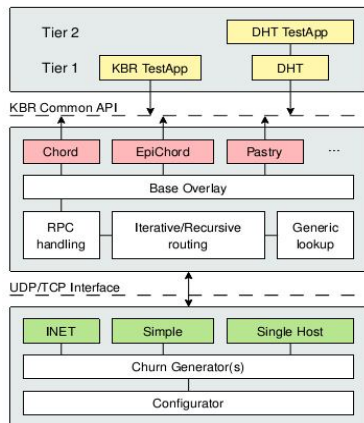 Tier 2
DHT TestApp
Tier 1
KBR TestApp
DHT
KBR Common API
Chord
EpiChord
Pastry
...
Base Overlay
RPC
handling
Iterative/Recursive
routing
Generic
lookup
UDP/TCP Interface
INET
Simple
Single Host
Churn Generator(s)
Configurator